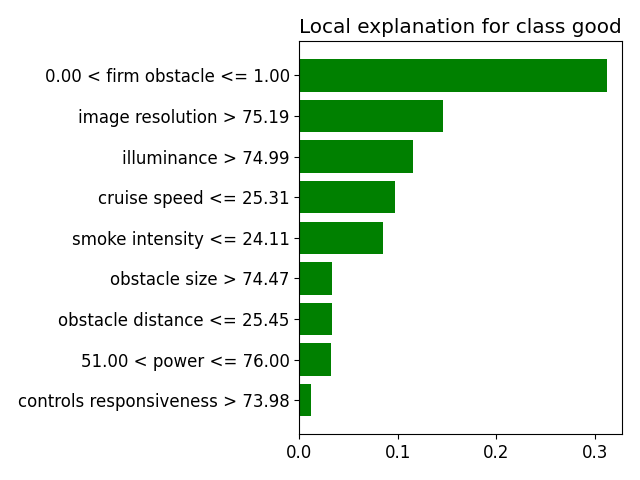 Local explanation for class good
0.00 < firm obstacle <= 1.00
image resolution > 75.19
illuminance > 74.99
cruise speed <= 25.31
smoke intensity <= 24.11
obstacle size > 74.47
obstacle distance <= 25.45
51.00 < power <= 76.00
controls responsiveness > 73.98
0.0 0.1 0.2 0.3